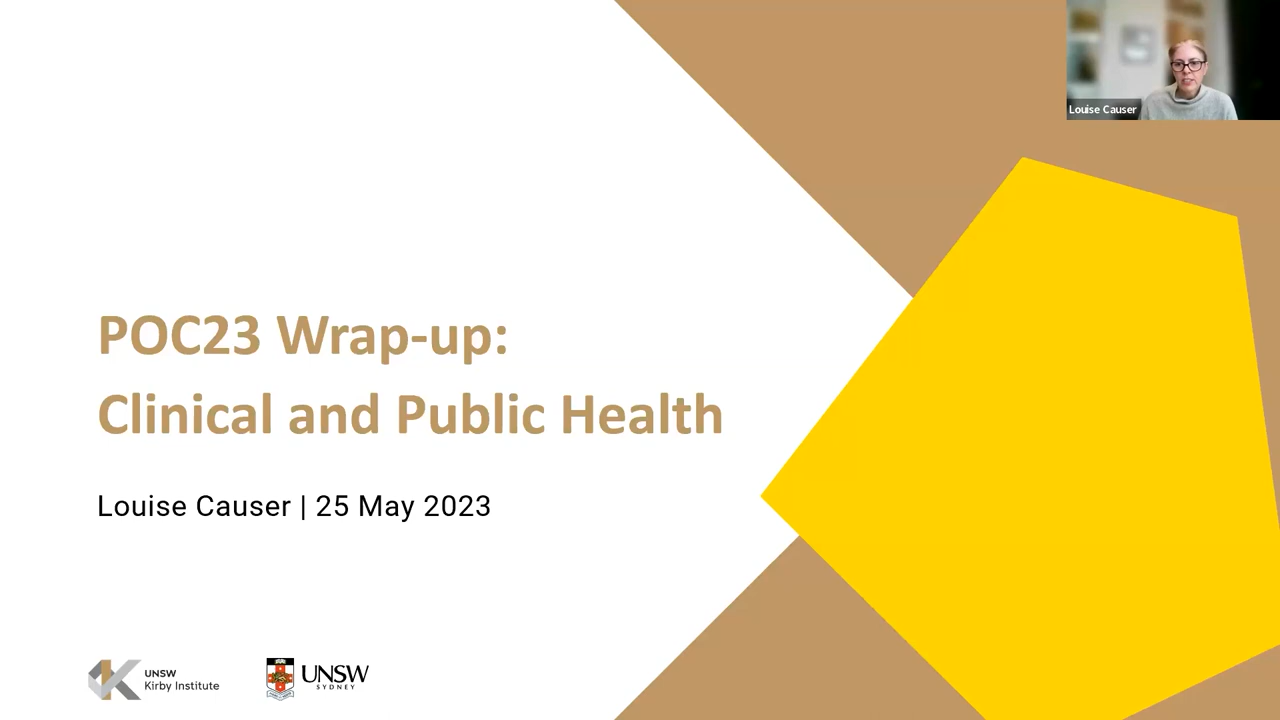 Louise Causer
POC23 Wrap-up:
Clinical and Public Health
Louise Causer | 25 May 2023
UNSW
Kirby Institute
UNSW
SYDNEY